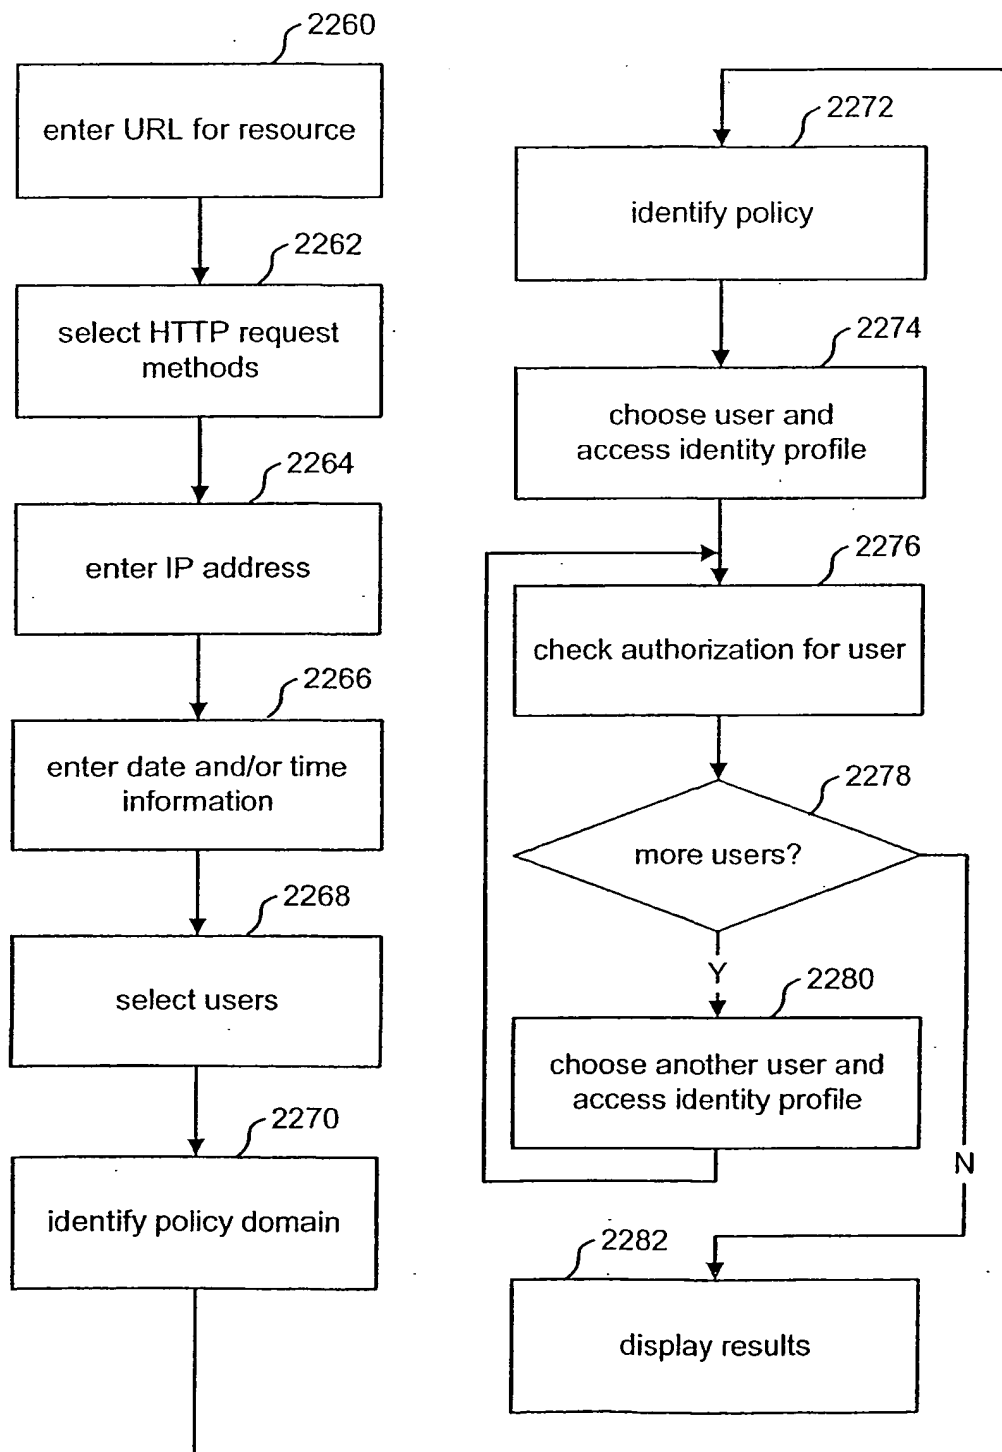 2260
enter URL for resource
2262
select HTTP request
methods
2264
enter IP address
2266
enter date and/or time
information
2268
select users
2270
identify policy domain
2272
identify policy
2274
choose user and
access identity profile
2276
check authorization for user
2278
more users?
Y
2280
choose another user and
access identity profile
N
2282
display results